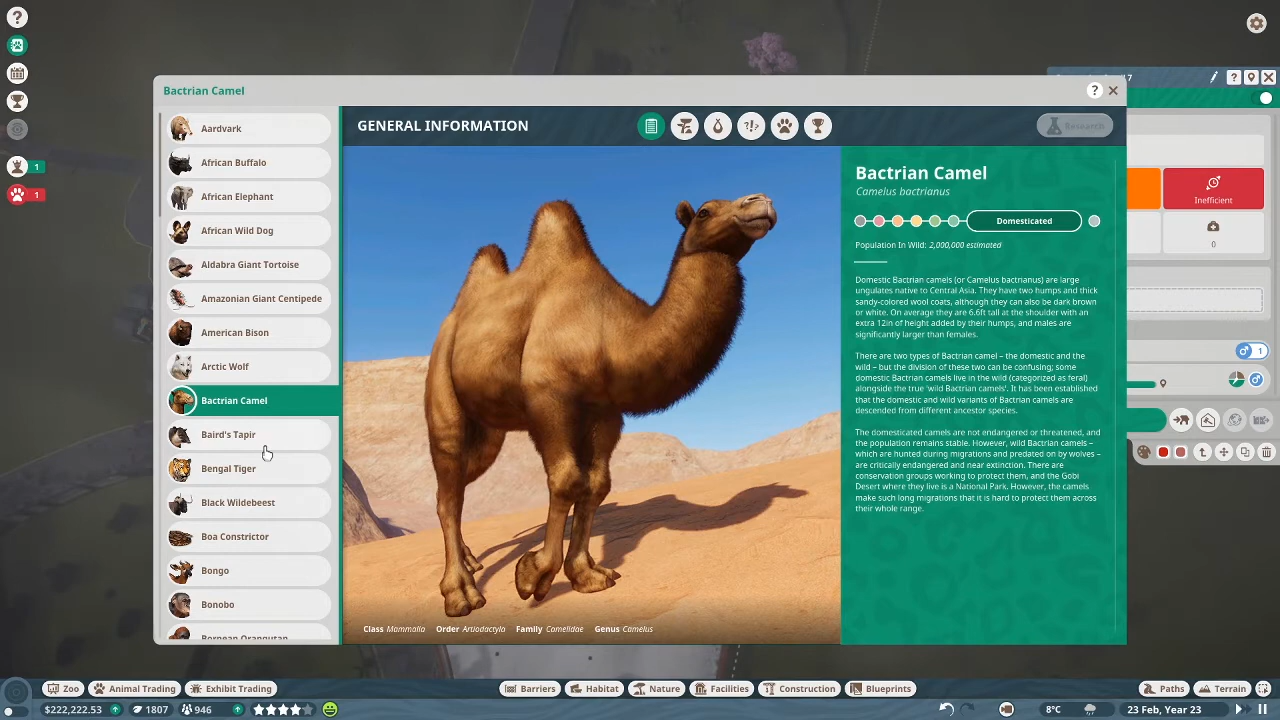 Bactrian Camel
Aardvark
African Buffalo
African Elephant
African Wild Dog
Aldabra Giant Tortoise
Amazonian Giant Centipede
American Bison
Arctic Wolf
Bactrian Camel
Baird's Tapir
Bengal Tiger
Black Wildebeest
Boa Constrictor
Bongo
Bonobo
Bornean Orangutan
GENERAL INFORMATION
Research
Bactrian Camel
Camelus bactrianus
Domesticated
Population In Wild: 2,000,000 estimated
Domestic Bactrian camels (or Camelus bactrianus) are large
ungulates native to Central Asia. They have two humps and thick
sandy-colored wool coats, although they can also be dark brown
or white. On average they are 6.6ft tall at the shoulder with an
extra 12in of height added by their humps, and males are
significantly larger than females.
There are two types of Bactrian camel – the domestic and the
wild – but the division of these two can be confusing; some
domestic Bactrian camels live in the wild (categorized as feral)
alongside the true 'wild Bactrian camels'. It has been established
that the domestic and wild variants of Bactrian camels are
descended from different ancestor species.
The domesticated camels are not endangered or threatened, and
the population remains stable. However, wild Bactrian camels –
which are hunted during migrations and predated on by wolves –
are critically endangered and near extinction. There are
conservation groups working to protect them, and the Gobi
Desert where they live is a National Park. However, the camels
make such long migrations that it is hard to protect them across
their whole range.
Class Mammalia Order Artiodactyla Family Camelidae Genus Camelus
1
1
7
Inefficient
0
1
Zoo Animal Trading Exhibit Trading Barriers Habitat Nature Facilities Construction Blueprints Paths Terrain
$222,222.53 1807 946 8°C 23 Feb, Year 23